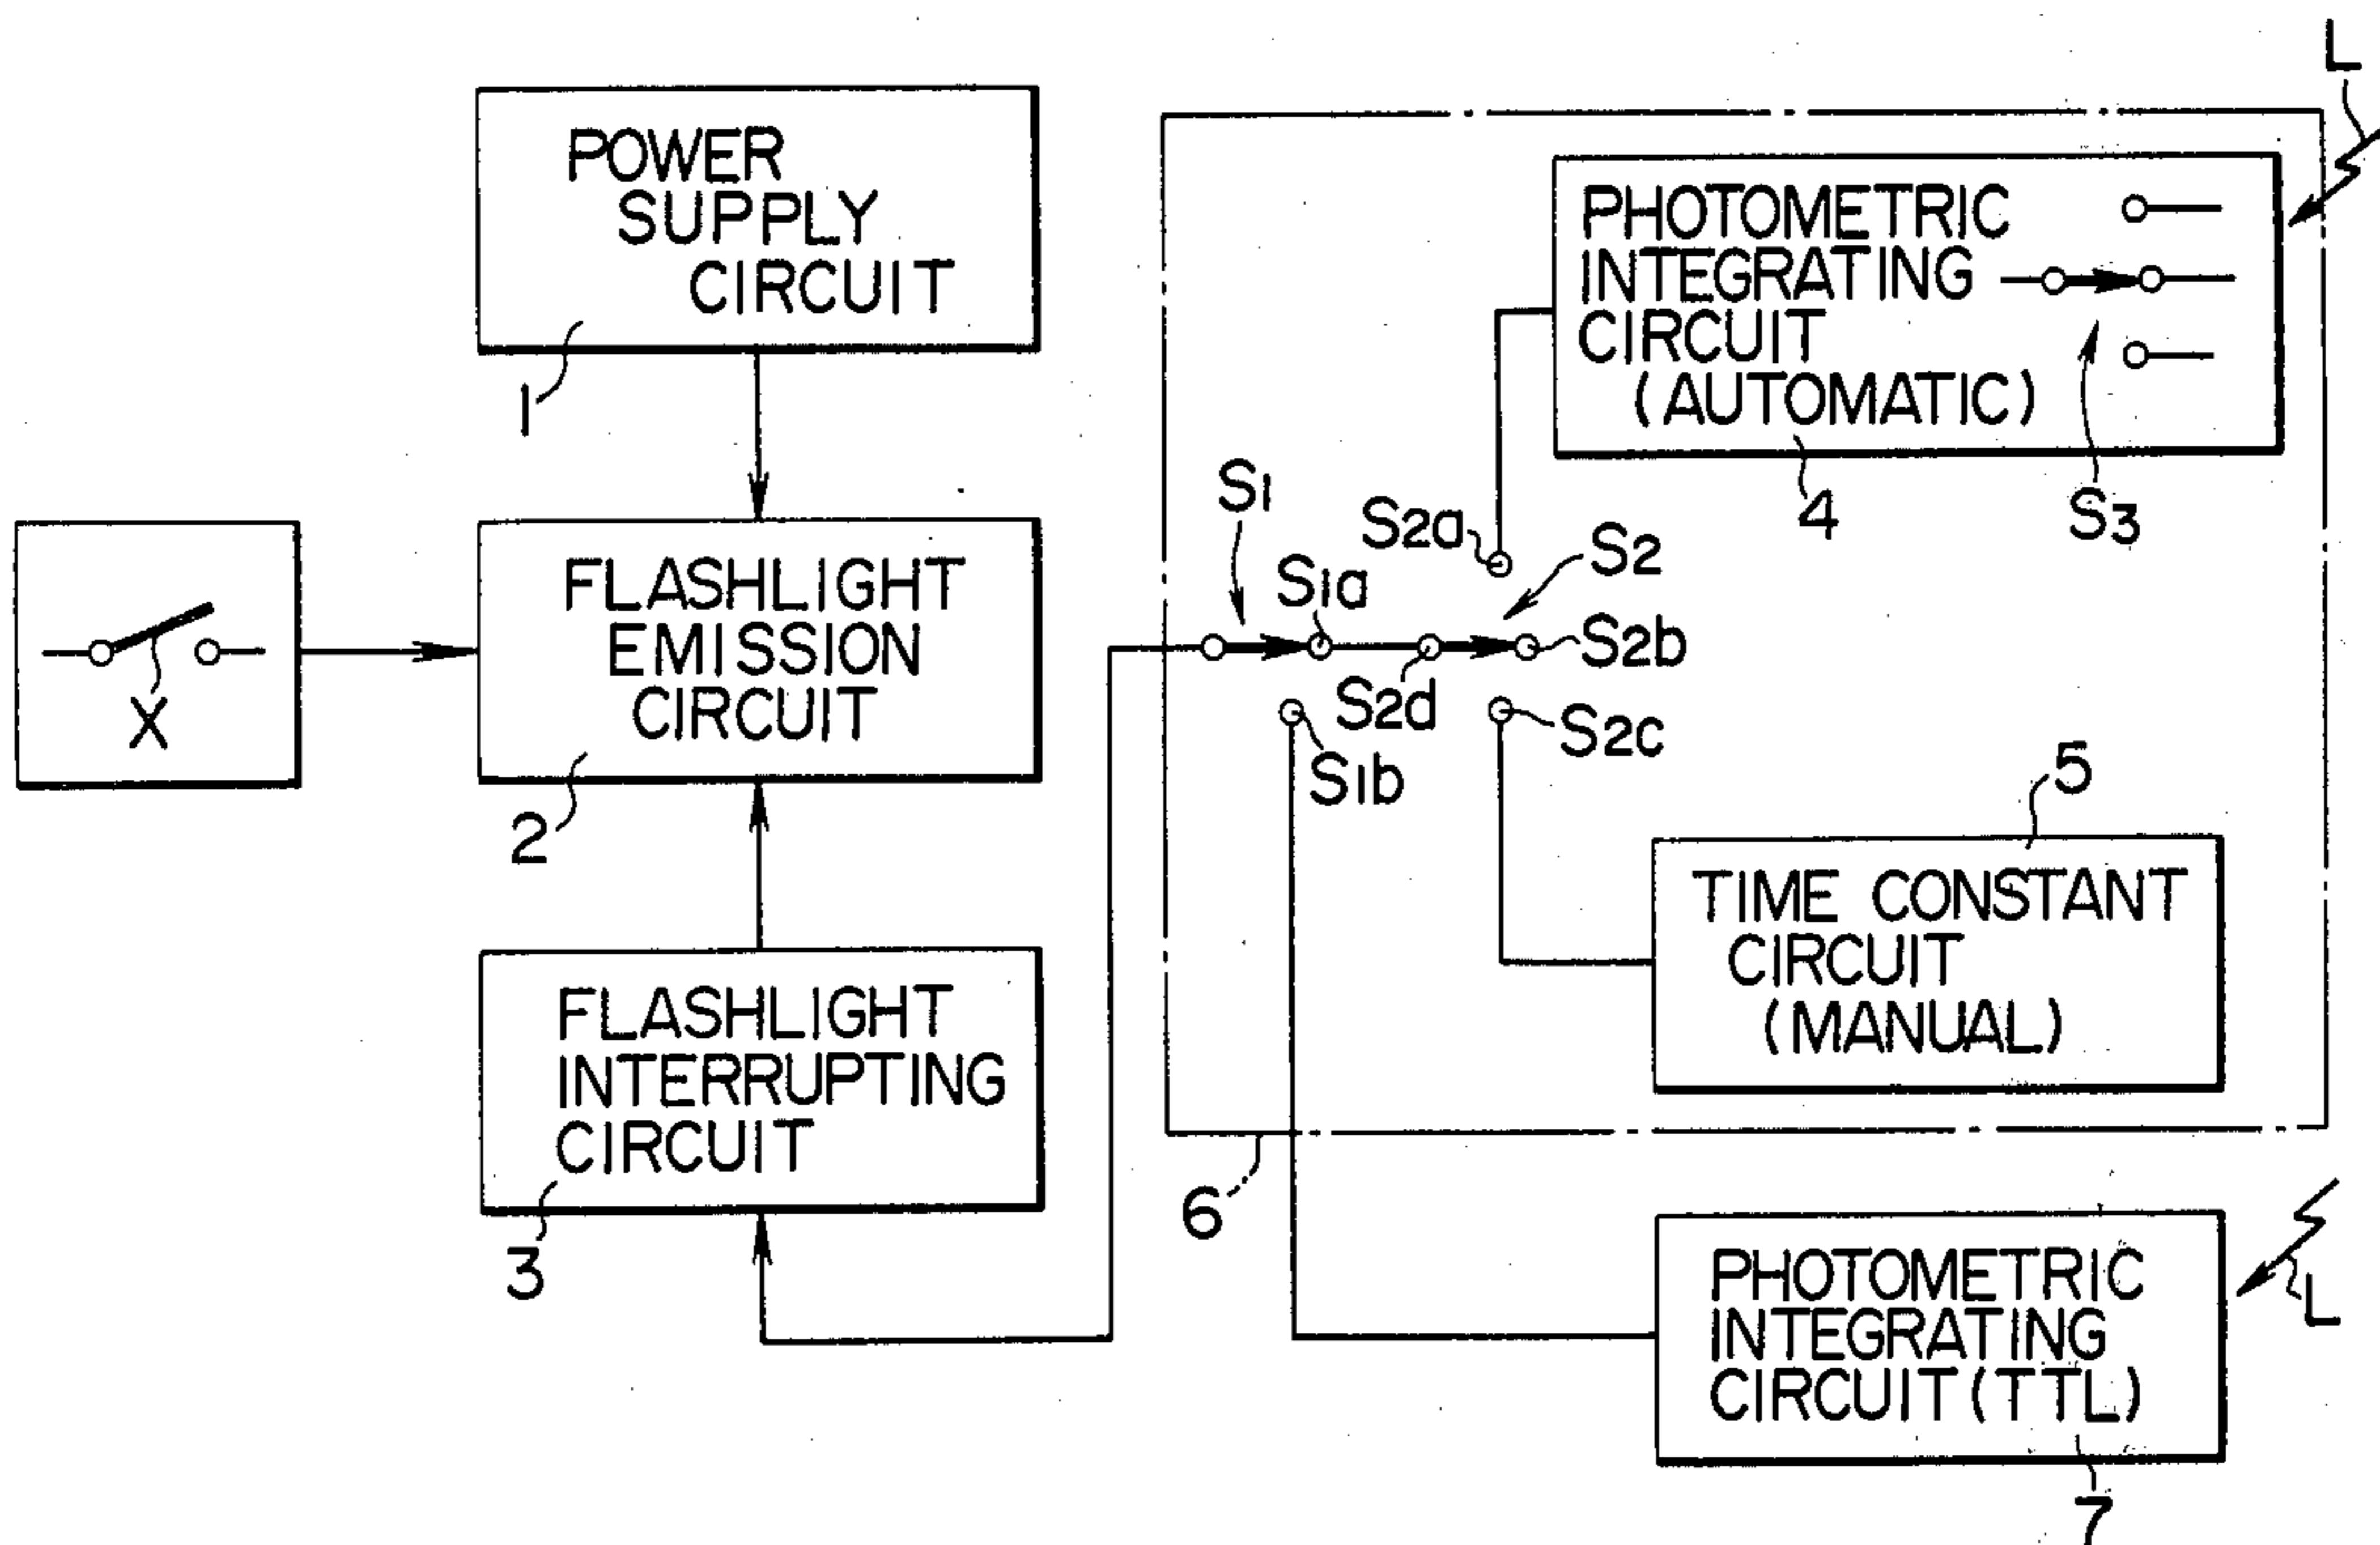 POWER
SUPPLY
CIRCUIT
1
X
FLASHLIGHT
EMISSION
CIRCUIT
2
FLASHLIGHT
INTERRUPTING
CIRCUIT
3
L
PHOTOMETRIC
INTEGRATING
CIRCUIT
(AUTOMATIC)
4
S3
S1
S1a
S1b
S2a
S2
S2b
S2d
S2c
5
TIME CONSTANT
CIRCUIT
(MANUAL)
6
PHOTOMETRIC
INTEGRATING
CIRCUIT (TTL)
L
7